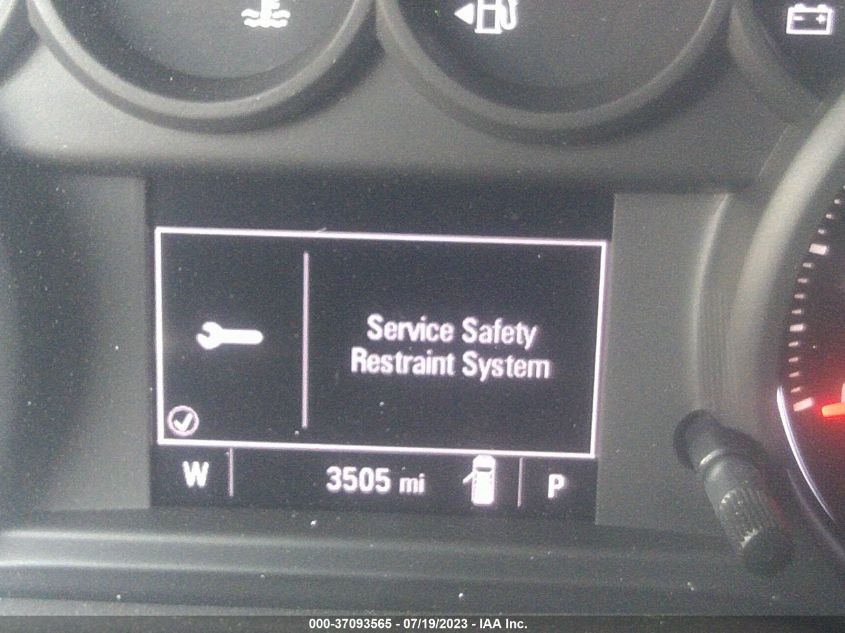 Service Safety
Restraint System
W 3505 mi P
000-37093565 - 07/19/2023 - IAA Inc.